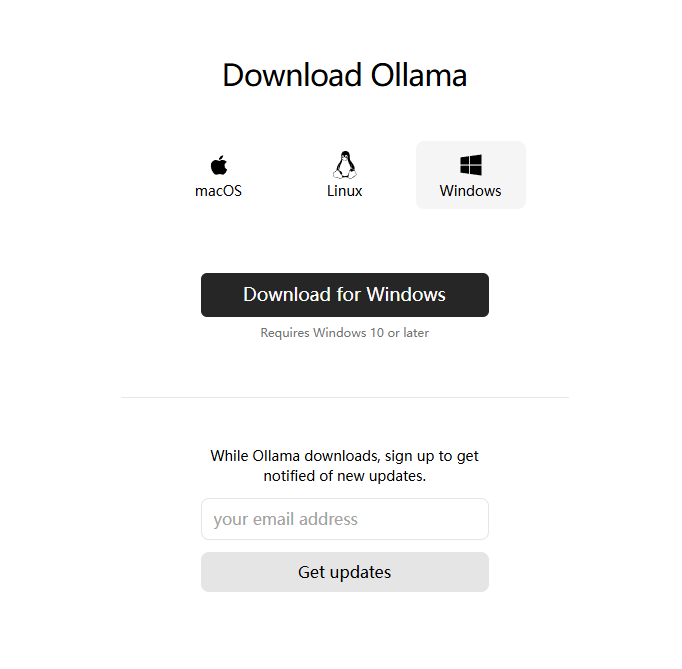 Download Ollama
macOS
Linux
Windows
Download for Windows
Requires Windows 10 or later
While Ollama downloads, sign up to get
notified of new updates.
your email address
Get updates